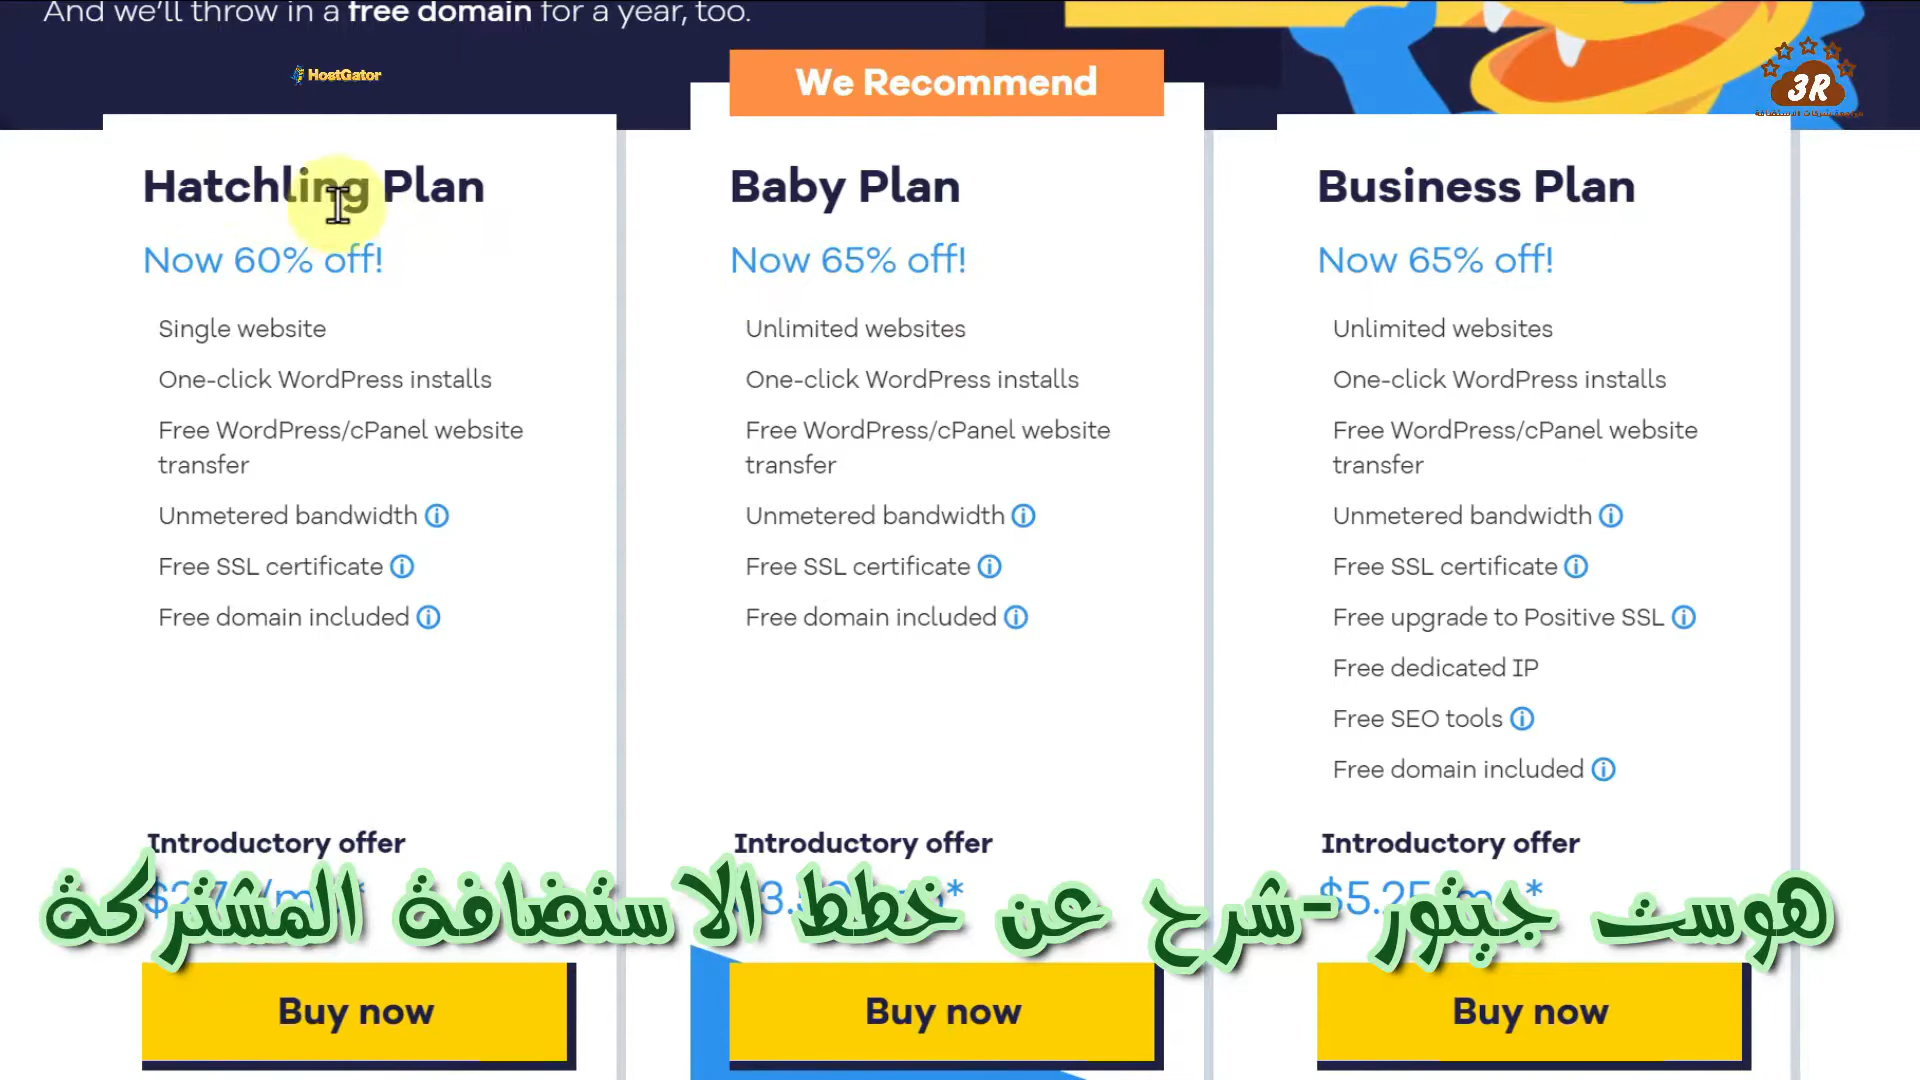 And we'll throw in a free domain for a year, too.
HostGator
We Recommend
3R
Hatchling Plan
Now 60% off!
Single website
One-click WordPress installs
Free WordPress/cPanel website
transfer
Unmetered bandwidth
Free SSL certificate
Free domain included
Introductory offer
Buy now
Baby Plan
Now 65% off!
Unlimited websites
One-click WordPress installs
Free WordPress/cPanel website
transfer
Unmetered bandwidth
Free SSL certificate
Free domain included
Introductory offer
Buy now
Business Plan
Now 65% off!
Unlimited websites
One-click WordPress installs
Free WordPress/cPanel website
transfer
Unmetered bandwidth
Free SSL certificate
Free upgrade to Positive SSL
Free dedicated IP
Free SEO tools
Free domain included
Introductory offer
Buy now
هوست جيتور -شرح عن خطط الاستضافة المشتركة